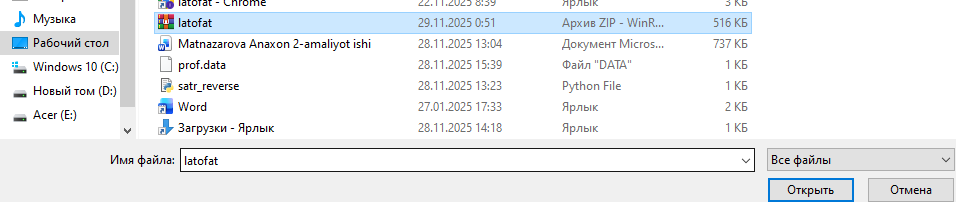 Музыка
Рабочий стол
Windows 10 (C:)
Новый том (D:)
Acer (E:)
latofat - Chrome 22.11.2025 8:39 Ярлык 3 КБ
latofat 29.11.2025 0:51 Архив ZIP - WinR... 516 КБ
Matnazarova Anaxon 2-amaliyot ishi 28.11.2025 13:04 Документ Micros... 737 КБ
prof.data 28.11.2025 15:39 Файл "DATA" 1 КБ
satr_reverse 28.11.2025 13:23 Python File 1 КБ
Word 27.01.2025 17:33 Ярлык 2 КБ
Загрузки - Ярлык 28.11.2025 14:18 Ярлык 1 КБ
Имя файла: latofat Все файлы
Открыть Отмена